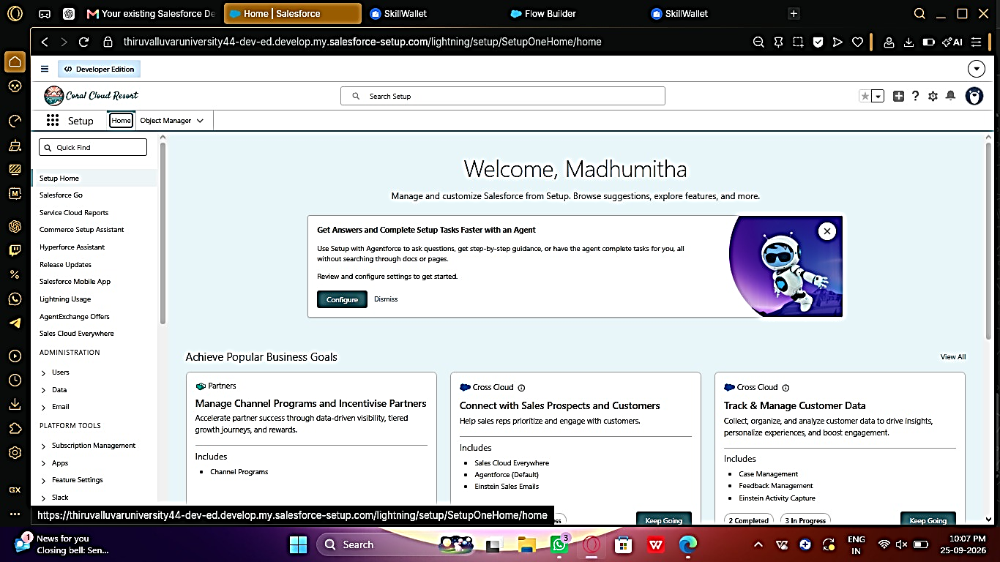 Your existing Salesforce De
Home | Salesforce
SkillWallet
Flow Builder
SkillWallet
thiruvalluvaruniversity44-dev-ed.develop.my.salesforce-setup.com/lightning/setup/SetupOneHome/home
AI
Developer Edition
Coral Cloud Resort
Search Setup
Setup
Home
Object Manager
Quick Find
Setup Home
Salesforce Go
Service Cloud Reports
Commerce Setup Assistant
Hyperforce Assistant
Release Updates
Salesforce Mobile App
Lightning Usage
AgentExchange Offers
Sales Cloud Everywhere
ADMINISTRATION
Users
Data
Email
PLATFORM TOOLS
Subscription Management
Apps
Feature Settings
Slack
GX
Welcome, Madhumitha
Manage and customize Salesforce from Setup. Browse suggestions, explore features, and more.
Get Answers and Complete Setup Tasks Faster with an Agent
Use Setup with Agentforce to ask questions, get step-by-step guidance, or have the agent complete tasks for you, all
without searching through docs or pages.
Review and configure settings to get started.
Configure
Dismiss
Achieve Popular Business Goals
View All
Partners
Manage Channel Programs and Incentivise Partners
Accelerate partner success through data-driven visibility, tiered
growth journeys, and rewards.
Includes
Channel Programs
Cross Cloud
Connect with Sales Prospects and Customers
Help sales reps prioritize and engage with customers.
Includes
Sales Cloud Everywhere
Agentforce (Default)
Einstein Sales Emails
Keep Going
Cross Cloud
Track & Manage Customer Data
Collect, organize, and analyze customer data to drive insights,
personalize experiences, and boost engagement.
Includes
Case Management
Feedback Management
Einstein Activity Capture
2 Completed
3 In Progress
Keep Going
https://thiruvalluvaruniversity44-dev-ed.develop.my.salesforce-setup.com/lightning/setup/SetupOneHome/home
1
News for you
Closing bell: Sen...
Search
3
ENG
IN
10:07 PM
25-09-2026